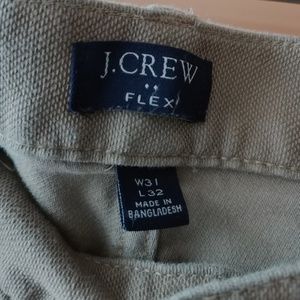 J.CREW
FLEX
W31
L32
MADE IN
BANGLADESH